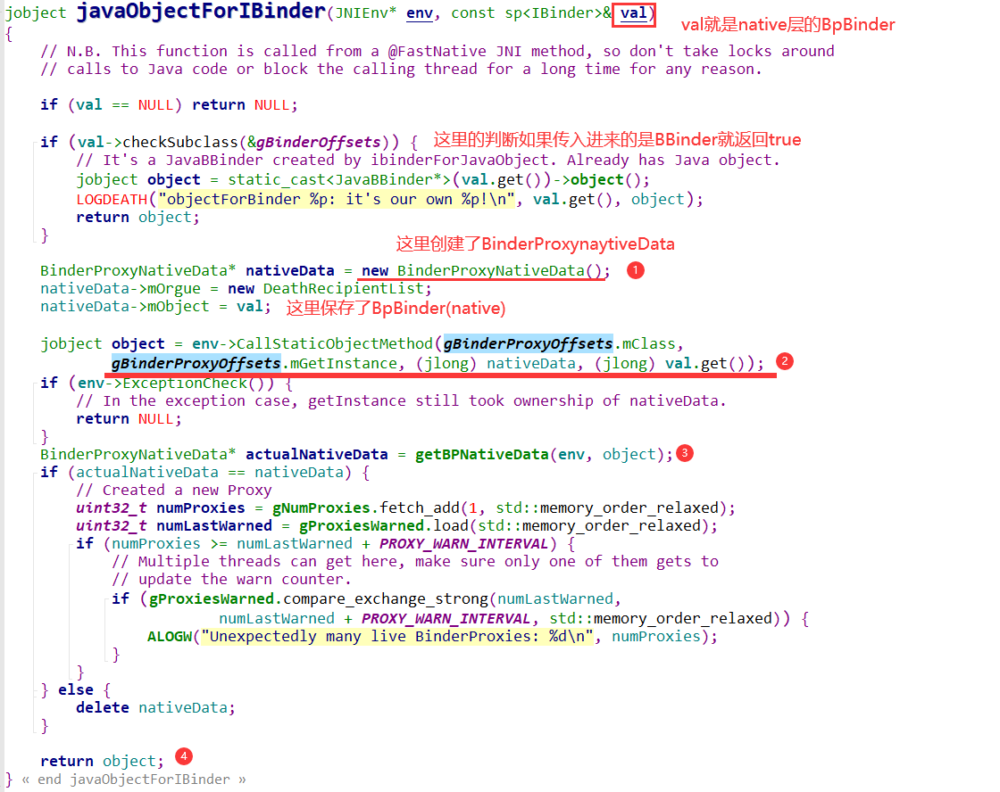 jobject javaObjectForIBinder(JNIEnv* env, const sp<IBinder>& val)
val就是native层的BpBinder
{
// N.B. This function is called from a @FastNative JNI method, so don't take locks around
// calls to Java code or block the calling thread for a long time for any reason.
if (val == NULL) return NULL;
if (val->checkSubclass(&gBinderOffsets)) { 这里的判断如果传入进来的是BBinder就返回true
// It's a JavaBBinder created by ibinderForJavaObject. Already has Java object.
jobject object = static_cast<JavaBBinder*>(val.get())->object();
LOGDEATH("objectForBinder %p: it's our own %p!\n", val.get(), object);
return object;
}
这里创建了BinderProxynaytiveData
BinderProxyNativeData* nativeData = new BinderProxyNativeData(); 1
nativeData->mOrgue = new DeathRecipientList;
nativeData->mObject = val; 这里保存了BpBinder(native)
jobject object = env->CallStaticObjectMethod(gBinderProxyOffsets.mClass,
gBinderProxyOffsets.mGetInstance, (jlong) nativeData, (jlong) val.get()); 2
if (env->ExceptionCheck()) {
// In the exception case, getInstance still took ownership of nativeData.
return NULL;
}
BinderProxyNativeData* actualNativeData = getBPNativeData(env, object); 3
if (actualNativeData == nativeData) {
// Created a new Proxy
uint32_t numProxies = gNumProxies.fetch_add(1, std::memory_order_relaxed);
uint32_t numLastWarned = gProxiesWarned.load(std::memory_order_relaxed);
if (numProxies >= numLastWarned + PROXY_WARN_INTERVAL) {
// Multiple threads can get here, make sure only one of them gets to
// update the warn counter.
if (gProxiesWarned.compare_exchange_strong(numLastWarned,
numLastWarned + PROXY_WARN_INTERVAL, std::memory_order_relaxed)) {
ALOGW("Unexpectedly many live BinderProxies: %d\n", numProxies);
}
}
} else {
delete nativeData;
}
return object; 4
} « end javaObjectForIBinder »